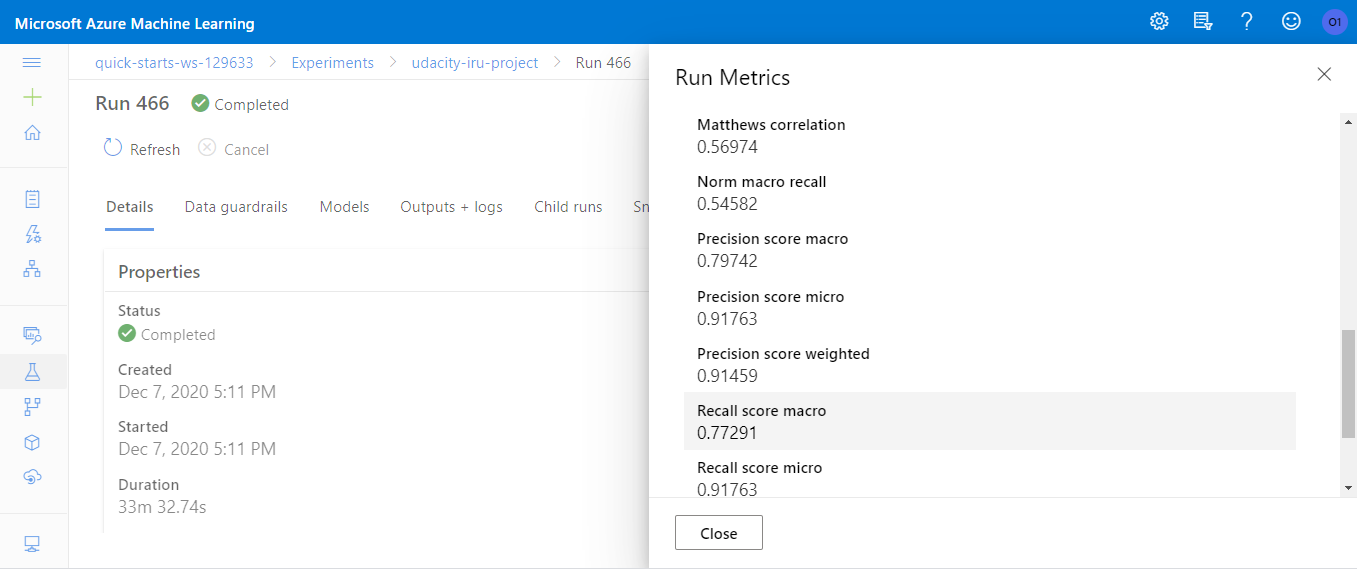 Microsoft Azure Machine Learning
O1
quick-starts-ws-129633 > Experiments > udacity-iru-project > Run 466
Run 466 Completed
Refresh Cancel
Details Data guardrails Models Outputs + logs Child runs Sn
Properties
Status
Completed
Created
Dec 7, 2020 5:11 PM
Started
Dec 7, 2020 5:11 PM
Duration
33m 32.74s
Run Metrics
Matthews correlation
0.56974
Norm macro recall
0.54582
Precision score macro
0.79742
Precision score micro
0.91763
Precision score weighted
0.91459
Recall score macro
0.77291
Recall score micro
0.91763
Close